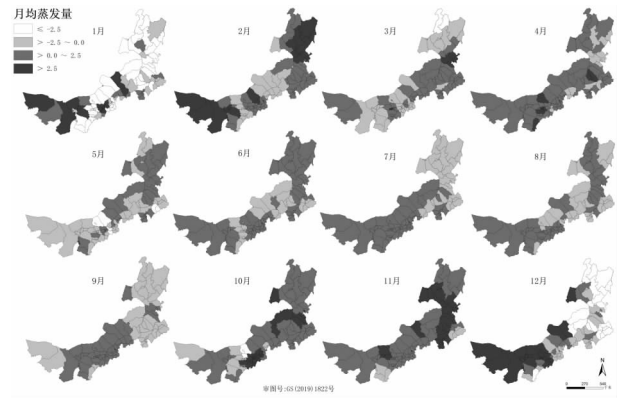 月均蒸发量
≤ -2.5
> -2.5 ～ 0.0
> 0.0 ～ 2.5
> 2.5
1月
2月
3月
4月
5月
6月
7月
8月
9月
10月
11月
12月
N
审图号:GS(2019)1822号